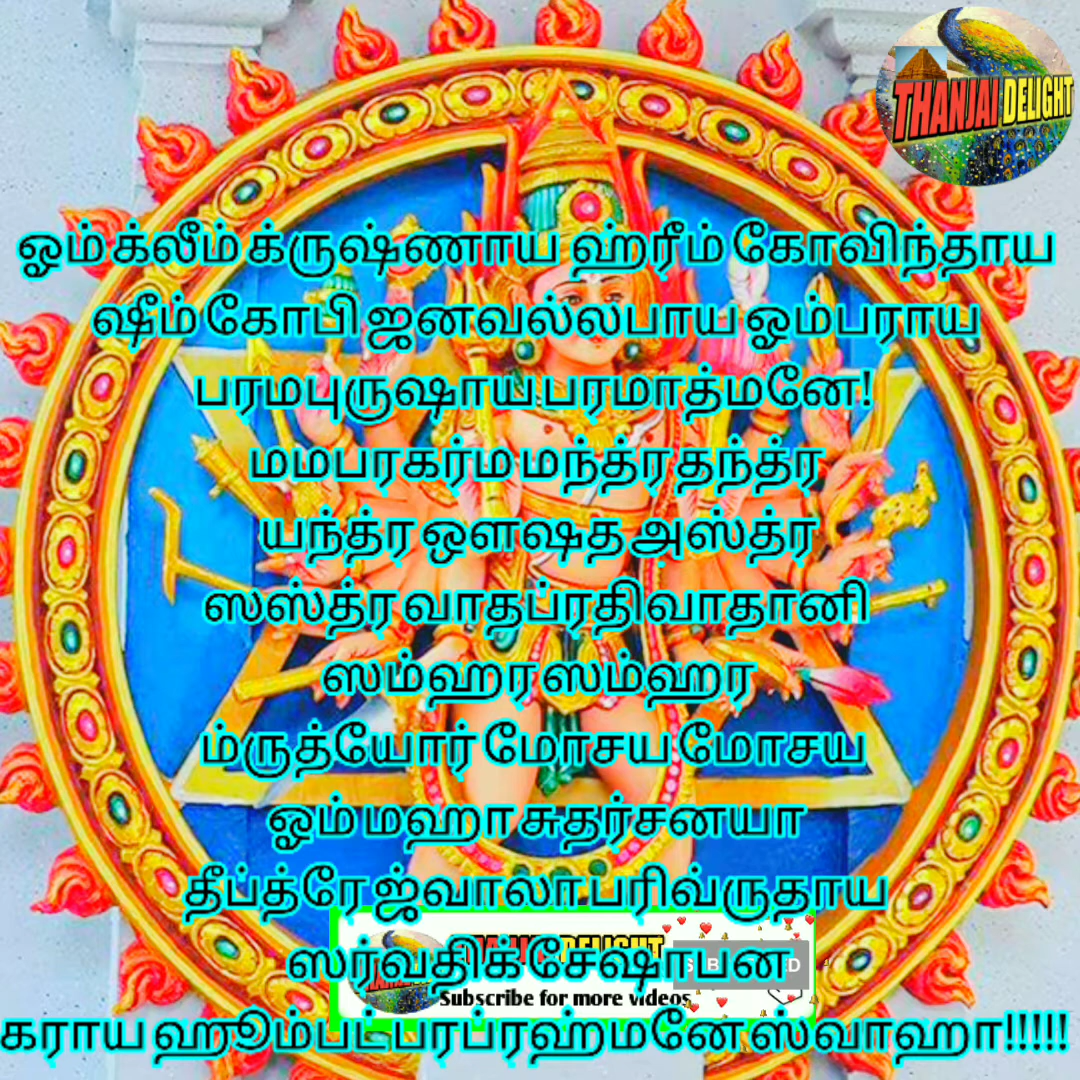 THANJAI DELIGHT
ஓம் க்லீம் க்ருஷ்ணாய ஹ்ரீம் கோவிந்தாய
ஷீம் கோபி ஜனவல்லபாய ஓம்பராய
பரமபுருஷாய பரமாத்மனே!
மமபரகர்ம மந்த்ர தந்த்ர
யந்த்ர ஔஷத அஸ்த்ர
ஸஸ்த்ர வாதப்ரதிவாதானி
ஸம்ஹர ஸம்ஹர
ம்ருத்யோர் மோசய மோசய
ஓம் மஹா சுதர்சனயா
தீப்த்ரே ஜ்வாலா பரிவ்ருதாய
ஸர்வதிக்சேஷாபன
THANJAI DELIGHT
Subscribe for more videos
கராய ஹூம்பட் பரப்ரஹ்மனே ஸ்வாஹா!!!!!